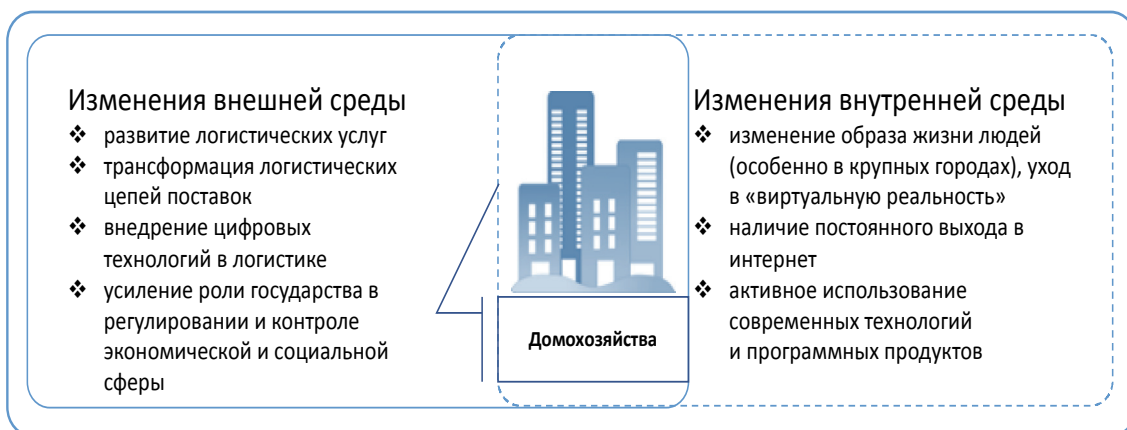 Изменения внешней среды
❖ развитие логистических услуг
❖ трансформация логистических
цепей поставок
❖ внедрение цифровых
технологий в логистике
❖ усиление роли государства в
регулировании и контроле
экономической и социальной
сферы
Домохозяйства
Изменения внутренней среды
❖ изменение образа жизни людей
(особенно в крупных городах), уход
в «виртуальную реальность»
❖ наличие постоянного выхода в
интернет
❖ активное использование
современных технологий
и программных продуктов